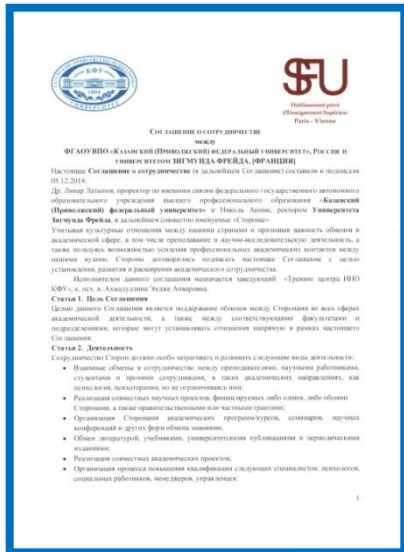 КФУ
1804
SFU
Etablissement privé
d'Enseignement Supérieur
Paris - Vienne
СОГЛАШЕНИЕ О СОТРУДНИЧЕСТВЕ
между
ФГАОУВПО «КАЗАНСКИЙ (ПРИВОЛЖСКИЙ) ФЕДЕРАЛЬНЫЙ УНИВЕРСИТЕТ», РОССИЯ И
УНИВЕРСИТЕТОМ ЗИГМУНДА ФРЕЙДА, [ФРАНЦИЯ]
Настоящее Соглашение о сотрудничестве (в дальнейшем Соглашение) составили и подписали
05.12.2014:
Др. Линар Латыпов, проректор по внешним связям федерального государственного автономного
образовательного учреждения высшего профессионального образования «Казанский
(Приволжский) федеральный университет» и Николь Ажнин, ректором Университета
Зигмунда Фрейда, в дальнейшем совместно именуемые «Стороны».
Учитывая культурные отношения между нашими странами и признавая важность обменов в
академической сфере, в том числе преподавание и научно-исследовательскую деятельность, а
также пользуясь возможностью усиления профессиональных академических контактов между
нашими вузами, Стороны договорились подписать настоящее Соглашение с целью
установления, развития и расширения академического сотрудничества.
Исполнителем данного соглашения назначается заведующий «Тренинг центра ИНО
КФУ», к. псх. н. Ахмадуллина Эндже Анваровна.
Статья 1. Цель Соглашения
Целью данного Соглашения является поддержание обменов между Сторонами во всех сферах
академической деятельности, а также между соответствующими факультетами и
подразделениями, которые могут устанавливать отношения напрямую в рамках настоящего
Соглашения.
Статья 2. Деятельность
Сотрудничество Сторон должно особо затрагивать и развивать следующие виды деятельности:
• Взаимные обмены и сотрудничество между преподавателями, научными работниками,
студентами и прочими сотрудниками, в таких академических направлениях, как
психология, психотерапия, но не ограничиваясь ими;
• Реализация совместных научных проектов, финансируемых либо одним, либо обеими
Сторонами, а также правительственными или частными грантами;
• Организация Сторонами академических программ/курсов, семинаров, научных
конференций и других форм обмена знаниями;
• Обмен литературой, учебниками, университетскими публикациями и периодическими
изданиями;
• Реализация совместных академических проектов;
• Организация процесса повышения квалификации следующих специалистов: психологов,
социальных работников, менеджеров, управленцев;
1